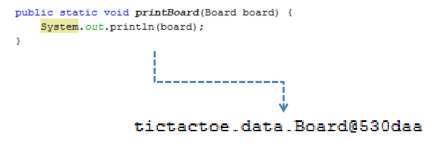 public static void printBoard(Board board) {
System.out.println(board);
}
tictactoe.data.Board@530daa